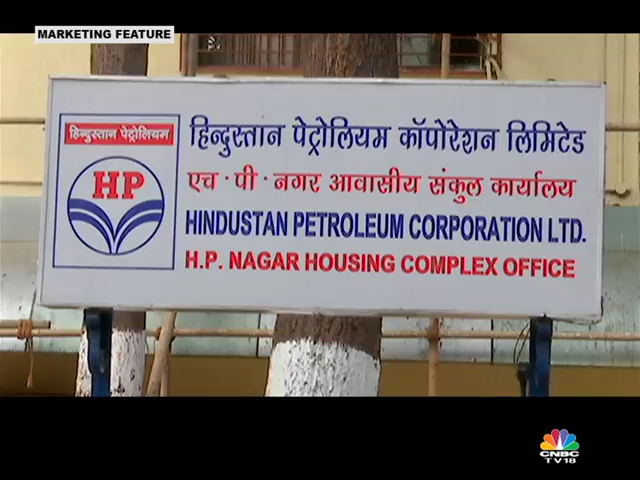 MARKETING FEATURE
हिन्दुस्तान पेट्रोलियम
HP
हिन्दुस्तान पेट्रोलियम कॉर्पोरेशन लिमिटेड
एच · पी · नगर आवासीय संकुल कार्यालय
HINDUSTAN PETROLEUM CORPORATION LTD.
H.P. NAGAR HOUSING COMPLEX OFFICE
CNBC
TV18